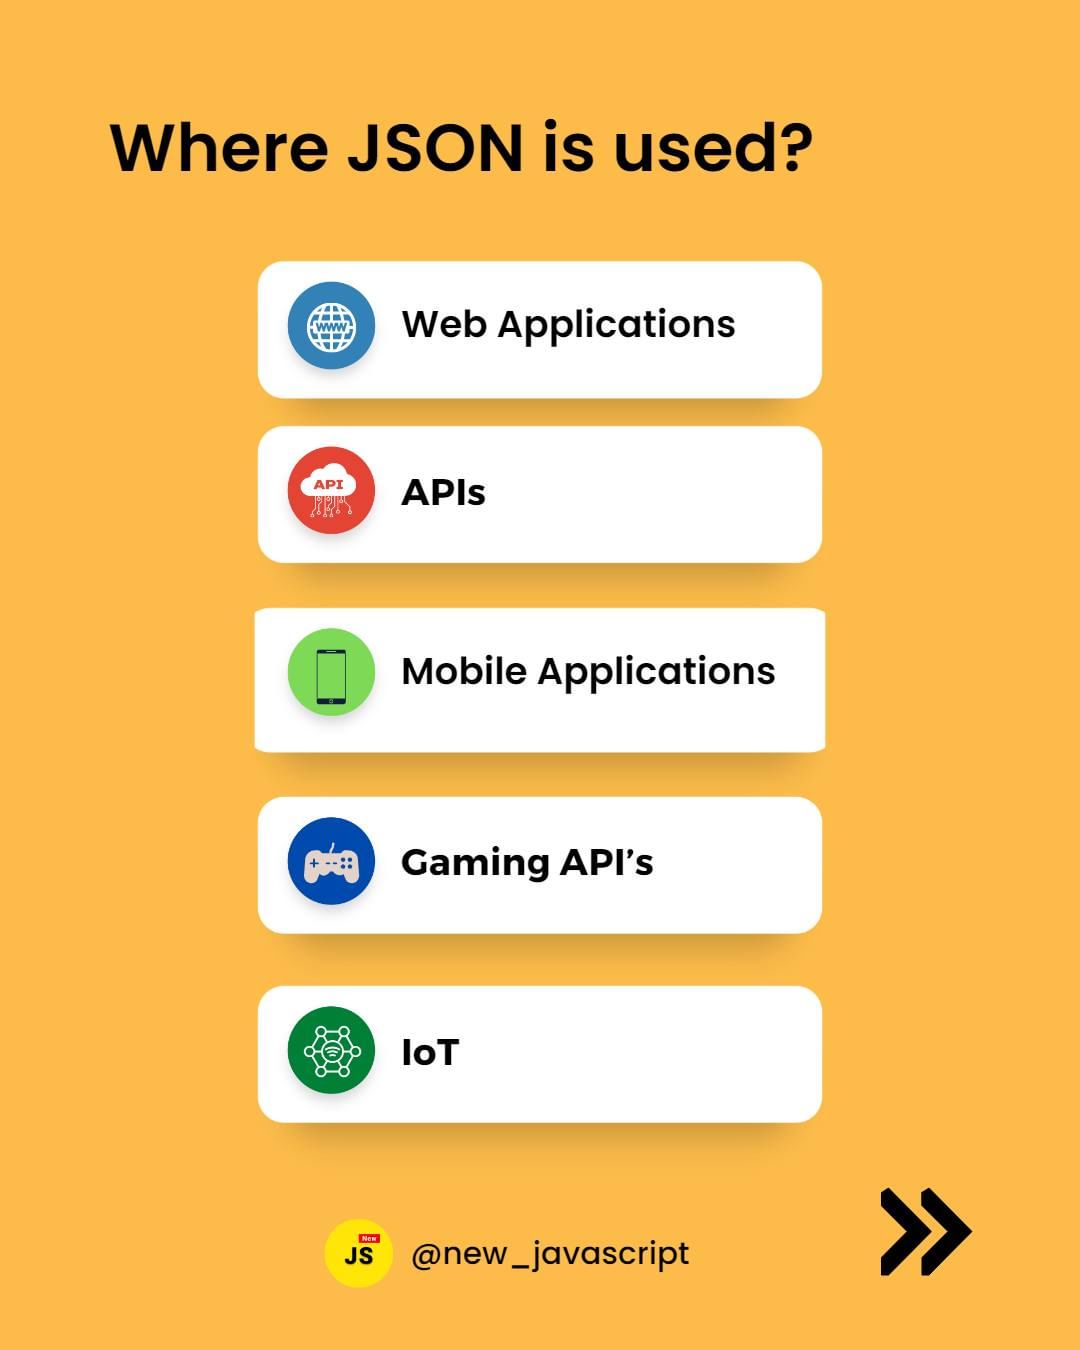 Where JSON is used?
WWW
Web Applications
API
APIs
Mobile Applications
Gaming API’s
IoT
New
JS
@new_javascript